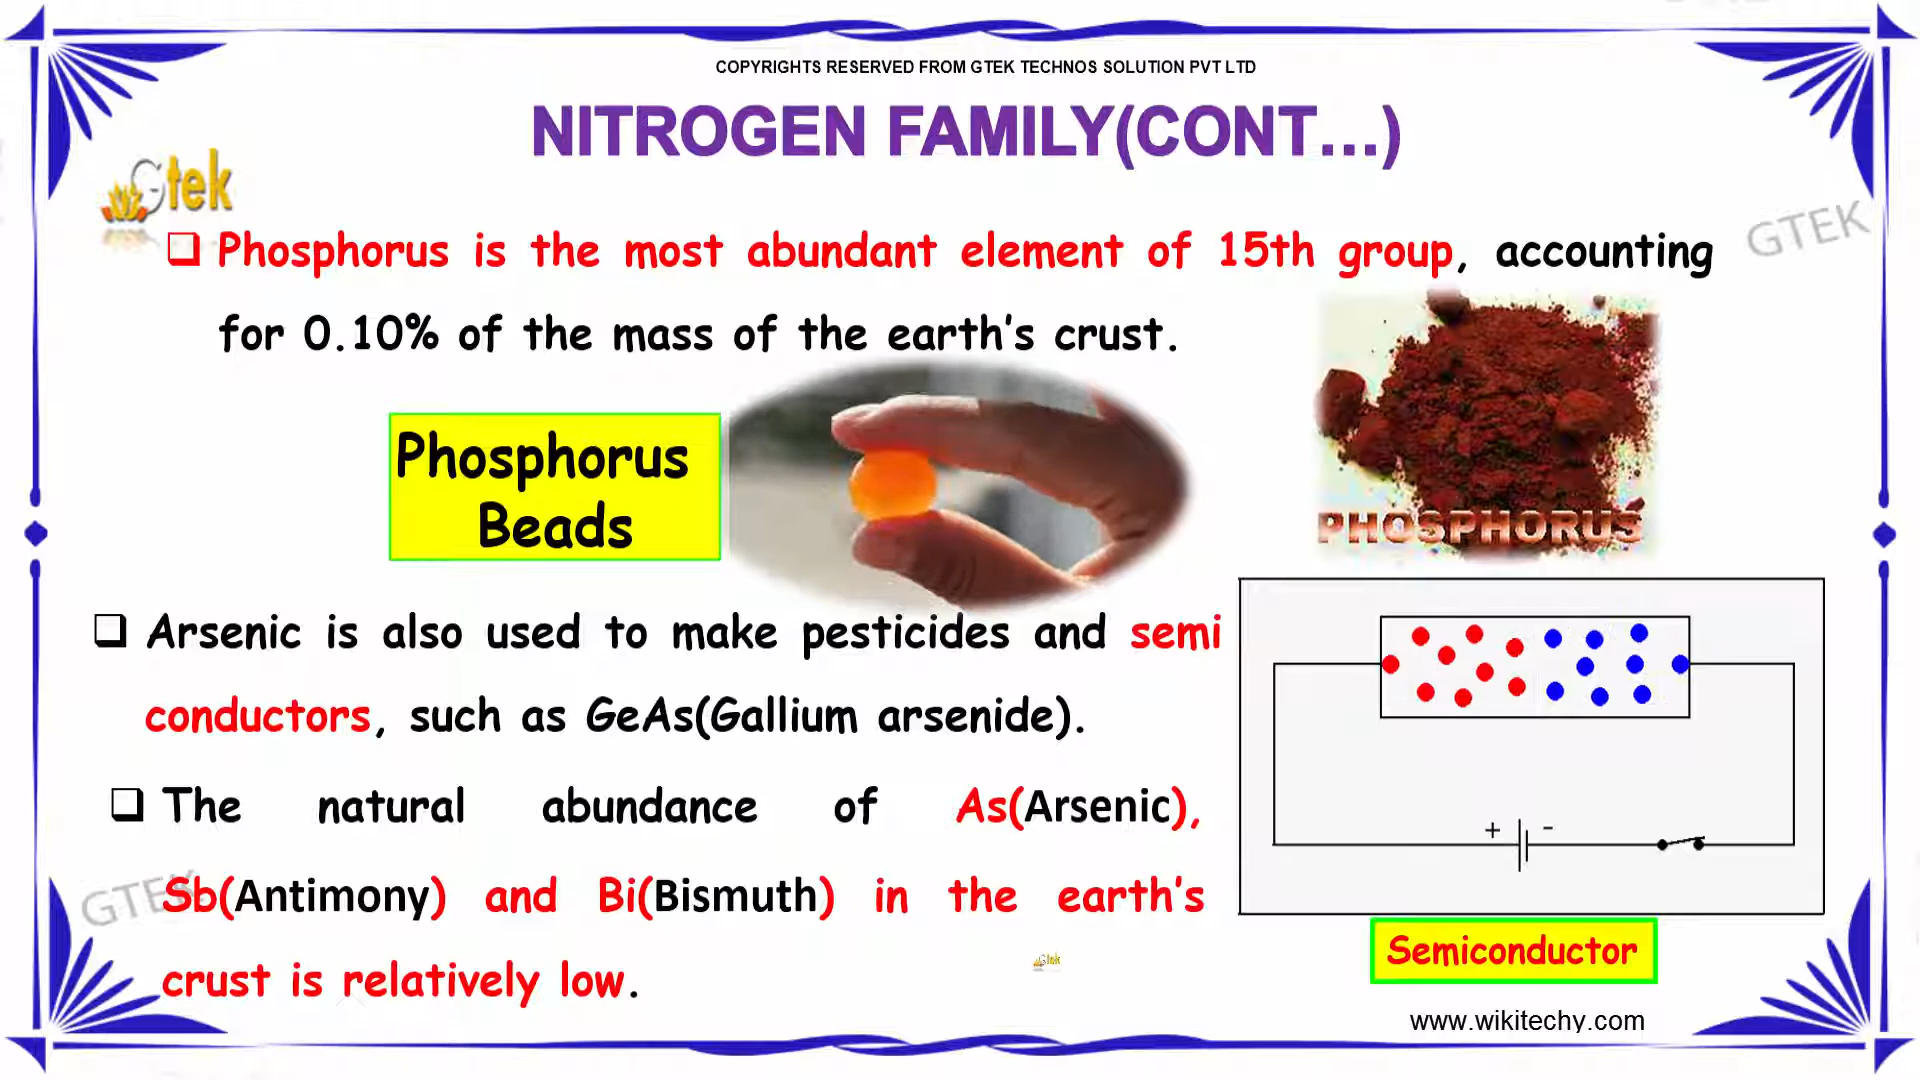 COPYRIGHTS RESERVED FROM GTEK TECHNOS SOLUTION PVT LTD
NITROGEN FAMILY(CONT...)
Gtek
GTEK
Phosphorus is the most abundant element of 15th group, accounting
for 0.10% of the mass of the earth's crust.
Phosphorus
Beads
PHOSPHORUS
Arsenic is also used to make pesticides and semi
conductors, such as GeAs(Gallium arsenide).
The natural abundance of As(Arsenic),
Sb(Antimony) and Bi(Bismuth) in the earth's
crust is relatively low.
GTEK
+ -
Gtek
Semiconductor
www.wikitechy.com